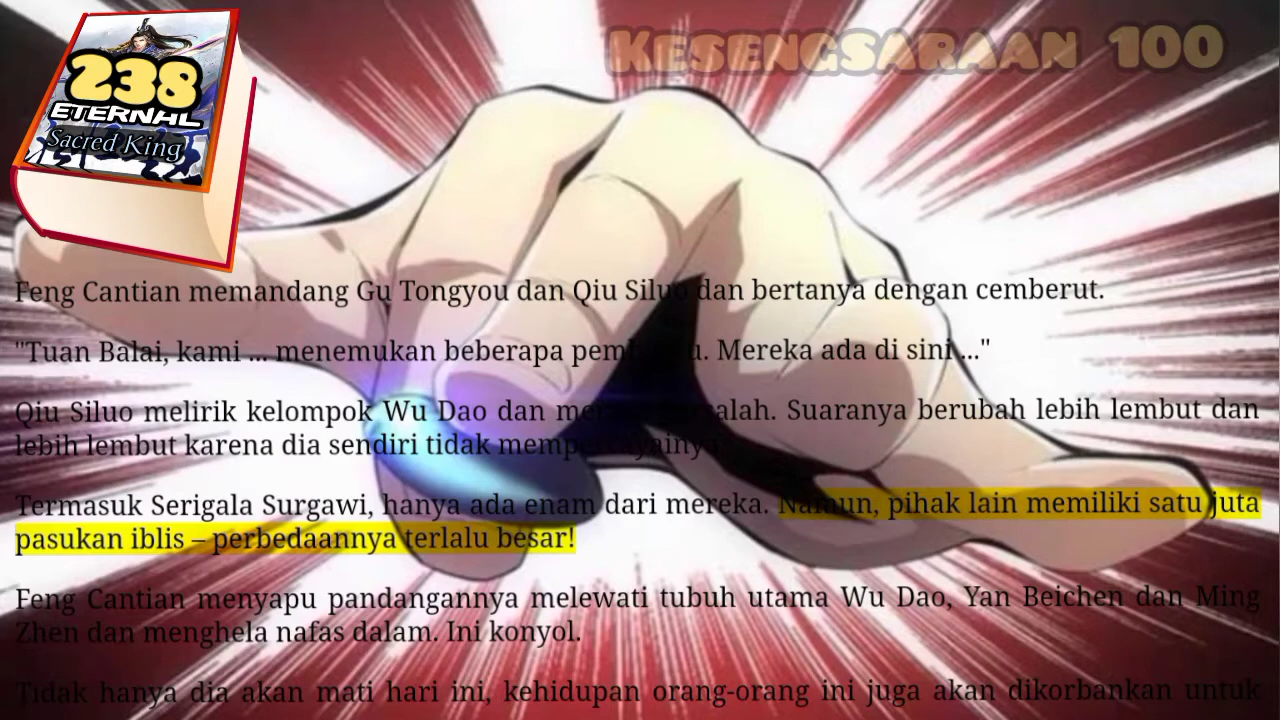 KESENGSARAAN 100
238
ETERNAL
Sacred King
Feng Cantian memandang Gu Tongyou dan Qiu Siluo dan bertanya dengan cemberut.
"Tuan Balai, kami ... menemukan beberapa . Mereka ada di sini ..."
Qiu Siluo melirik kelompok Wu Dao dan . Suaranya berubah lebih lembut dan
lebih lembut karena dia sendiri tidak
Termasuk Serigala Surgawi, hanya ada enam dari mereka. Namun, pihak lain memiliki satu juta
pasukan iblis – perbedaannya terlalu besar!
Feng Cantian menyapu pandangannya melewati tubuh utama Wu Dao, Yan Beichen dan Ming
Zhen dan menghela nafas dalam. Ini konyol.
Tidak hanya dia akan mati hari ini, kehidupan orang-orang ini juga akan dikorbankan untuk